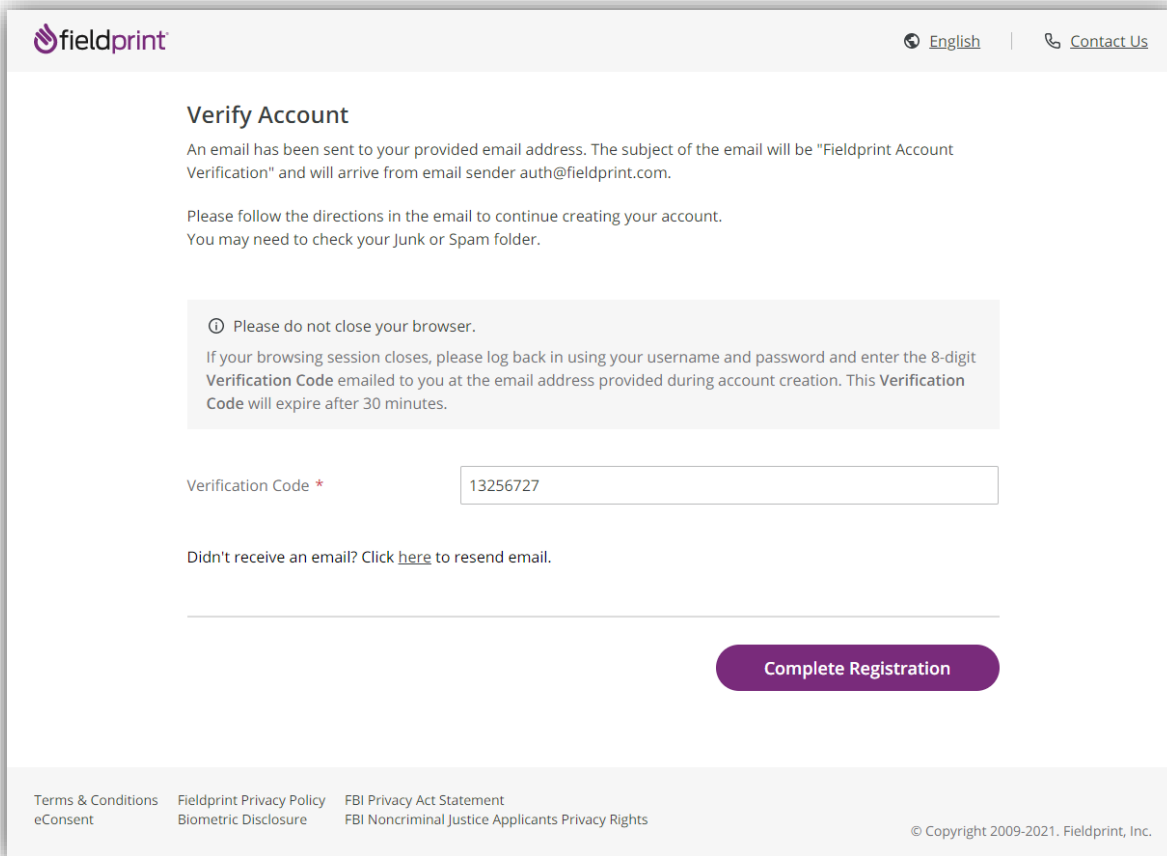 fieldprint
English
Contact Us
Verify Account
An email has been sent to your provided email address. The subject of the email will be "Fieldprint Account
Verification" and will arrive from email sender auth@fieldprint.com.
Please follow the directions in the email to continue creating your account.
You may need to check your Junk or Spam folder.
Please do not close your browser.
If your browsing session closes, please log back in using your username and password and enter the 8-digit
Verification Code emailed to you at the email address provided during account creation. This Verification
Code will expire after 30 minutes.
Verification Code *
13256727
Didn't receive an email? Click here to resend email.
Complete Registration
Terms & Conditions
Fieldprint Privacy Policy
FBI Privacy Act Statement
eConsent
Biometric Disclosure
FBI Noncriminal Justice Applicants Privacy Rights
© Copyright 2009-2021. Fieldprint, Inc.